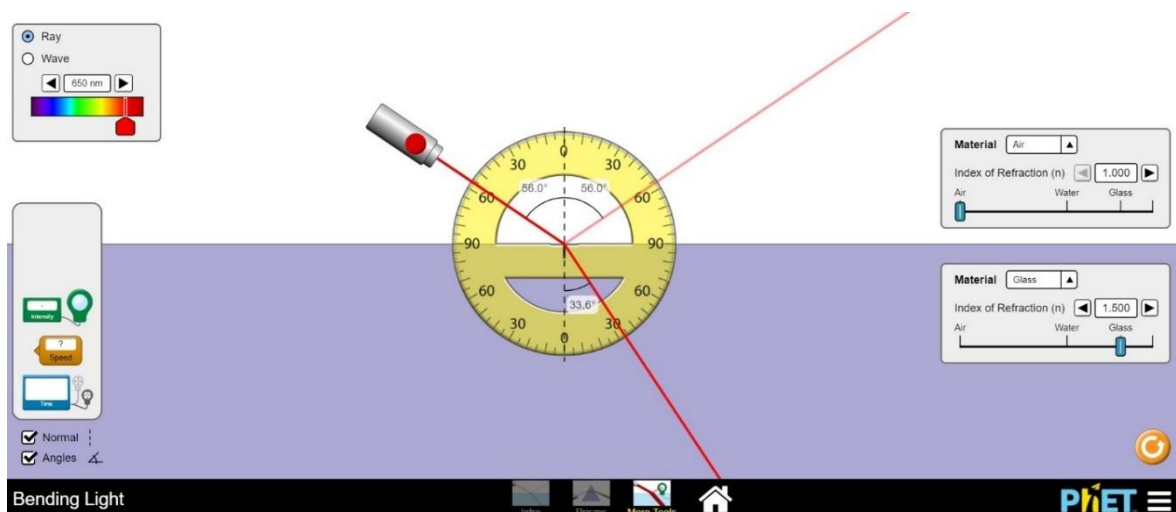 Ray
Wave
650 nm
Intensity
?
Speed
Time
Normal
Angles
0
30
30
60
60
90
90
60
60
30
30
0
56.0°
56.0°
33.6°
Material Air
Index of Refraction (n) 1.000
Air Water Glass
Material Glass
Index of Refraction (n) 1.500
Air Water Glass
Bending Light
Intro
Prisms
More Tools
PhET